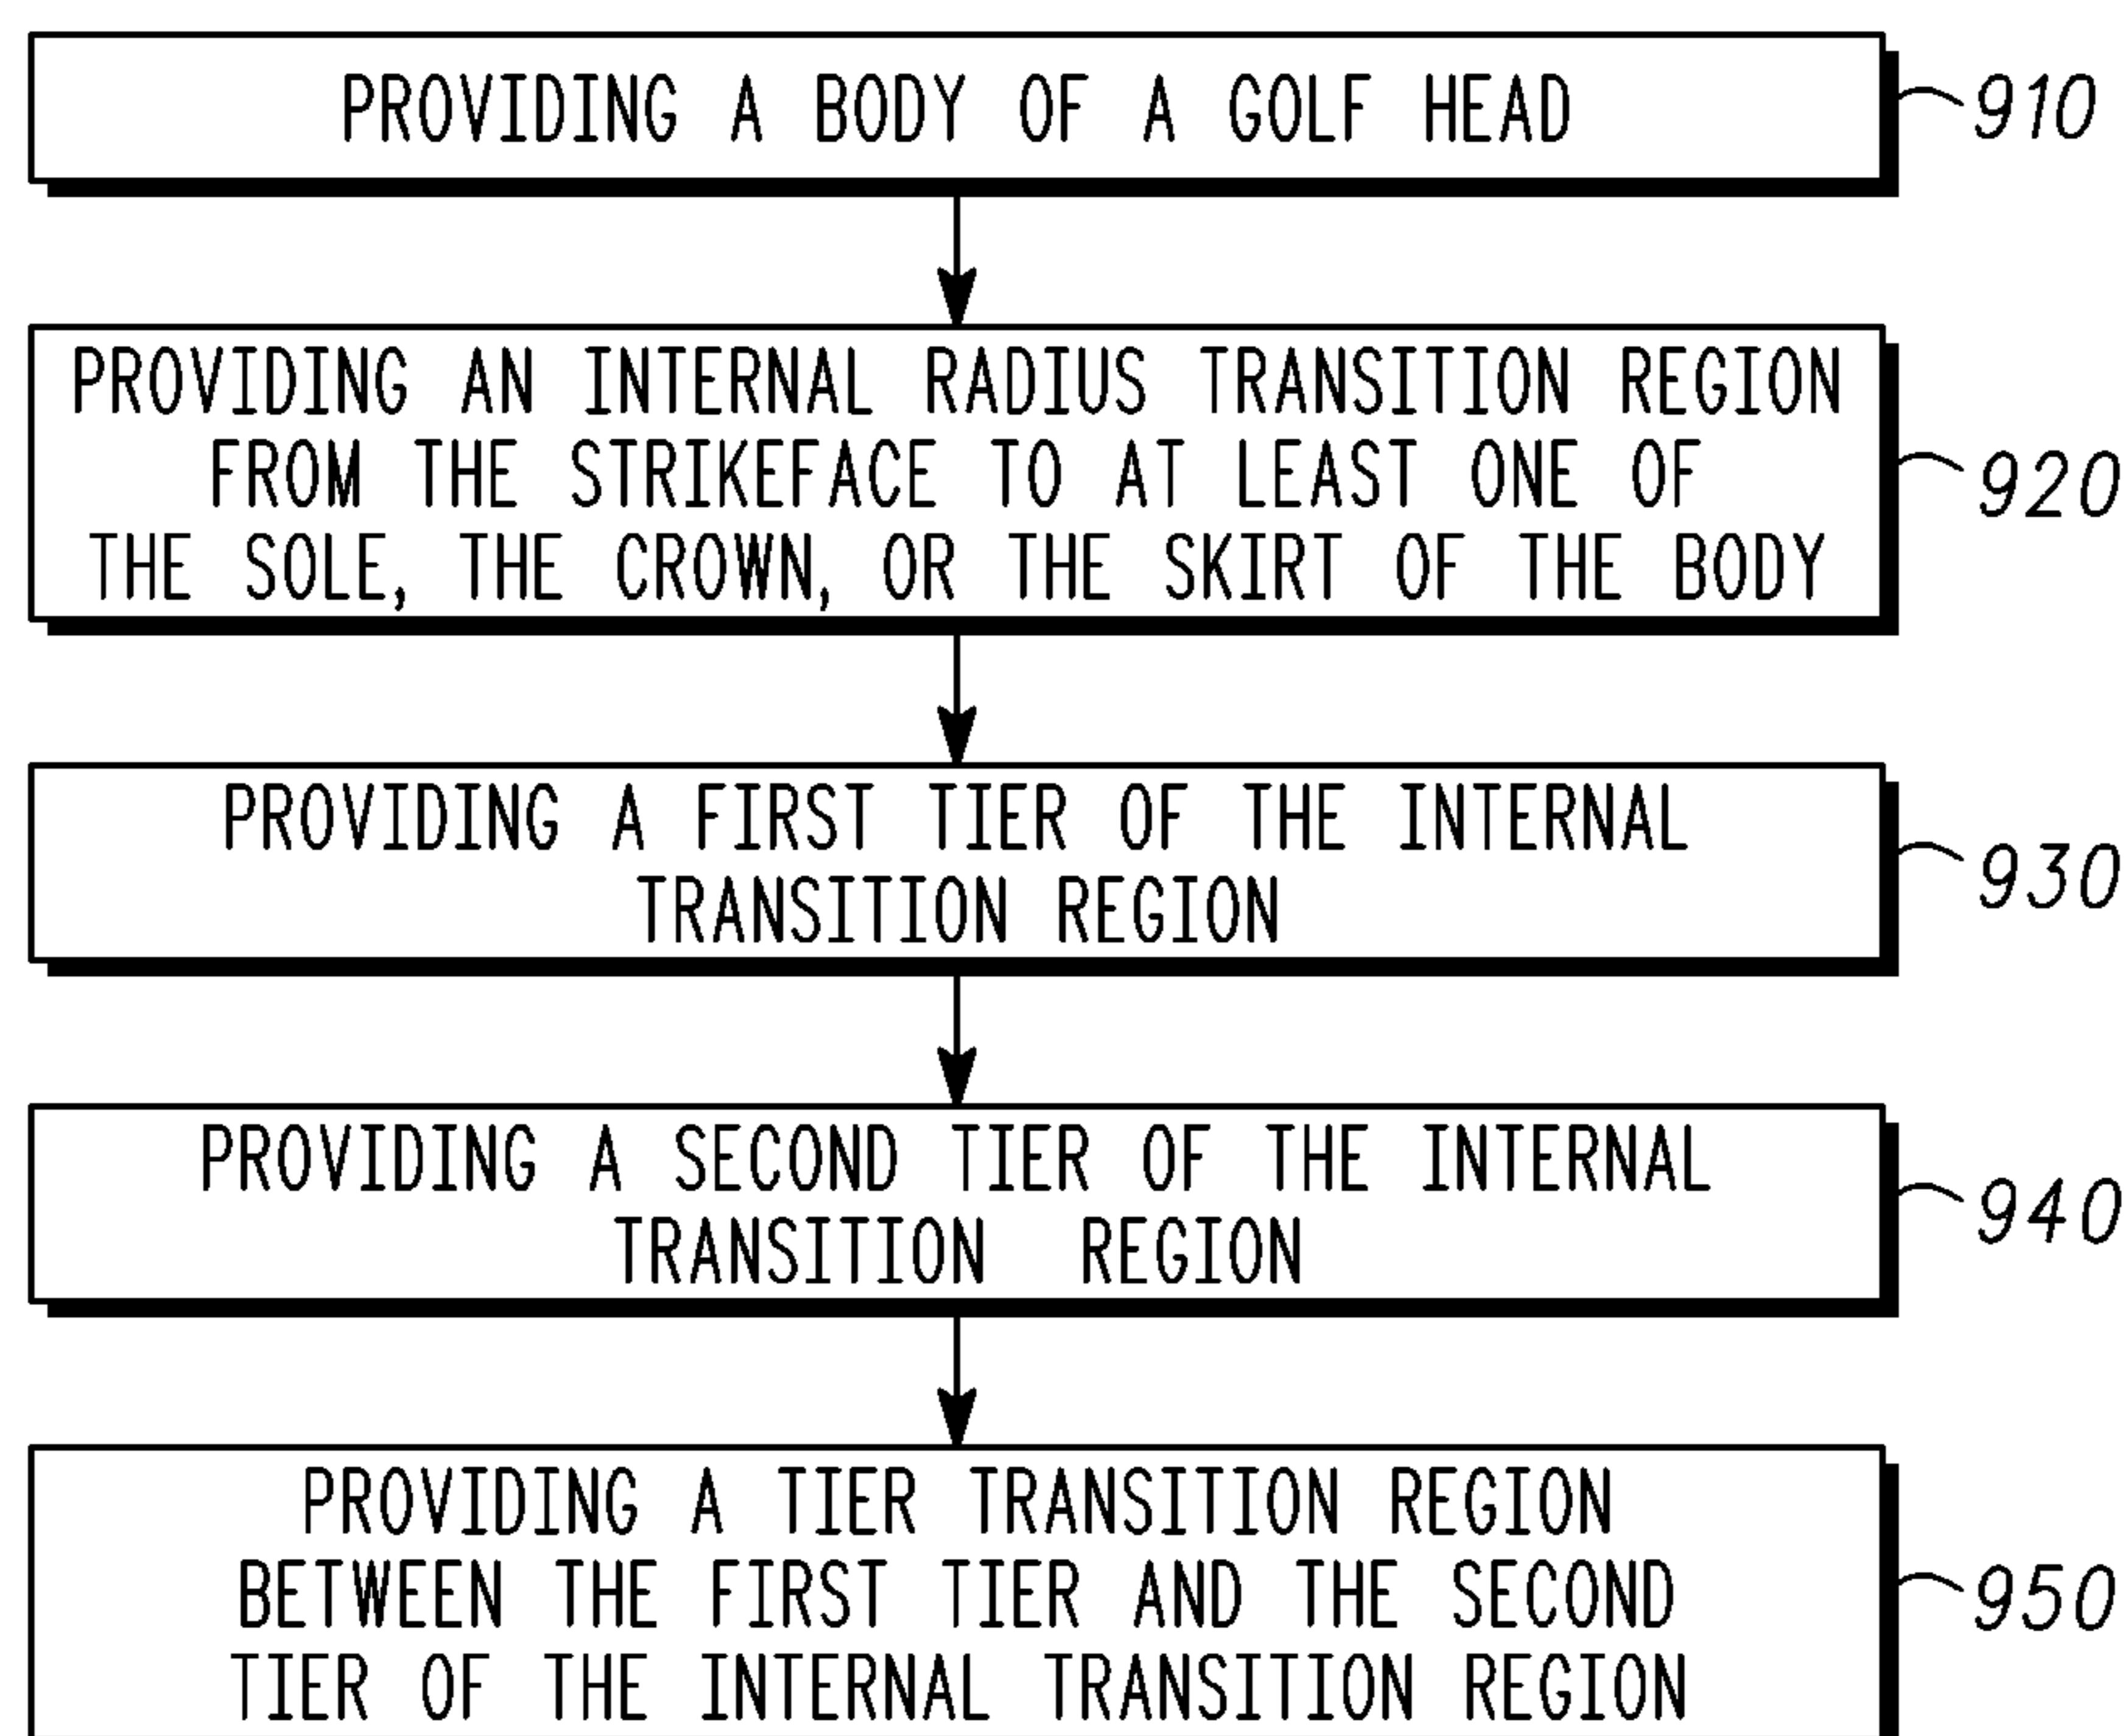 PROVIDING A BODY OF A GOLF HEAD
910
PROVIDING AN INTERNAL RADIUS TRANSITION REGION
FROM THE STRIKEFACE TO AT LEAST ONE OF
THE SOLE, THE CROWN, OR THE SKIRT OF THE BODY
920
PROVIDING A FIRST TIER OF THE INTERNAL
TRANSITION REGION
930
PROVIDING A SECOND TIER OF THE INTERNAL
TRANSITION REGION
940
PROVIDING A TIER TRANSITION REGION
BETWEEN THE FIRST TIER AND THE SECOND
TIER OF THE INTERNAL TRANSITION REGION
950